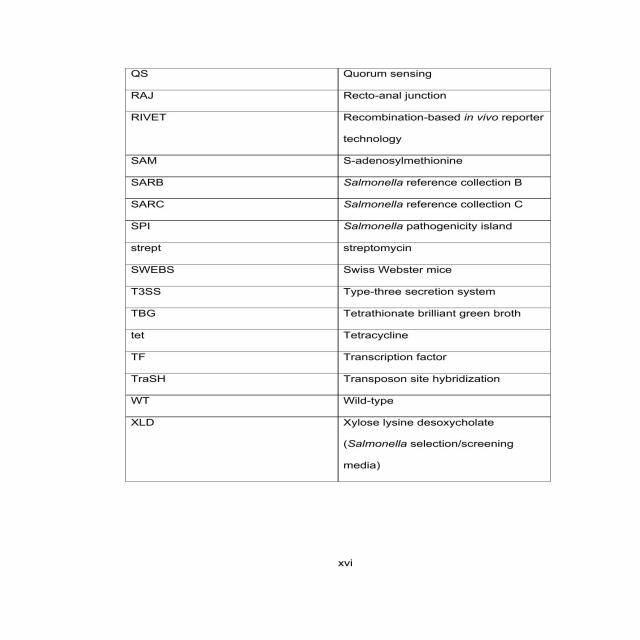 QS Quorum sensing
RAJ Recto-anal junction
RIVET Recombination-based in vivo reporter
technology
SAM S-adenosylmethionine
SARB Salmonella reference collection B
SARC Salmonella reference collection C
SPI Salmonella pathogenicity island
strept streptomycin
SWEBS Swiss Webster mice
T3SS Type-three secretion system
TBG Tetrathionate brilliant green broth
tet Tetracycline
TF Transcription factor
TraSH Transposon site hybridization
WT Wild-type
XLD Xylose lysine desoxycholate
(Salmonella selection/screening
media)
xvi